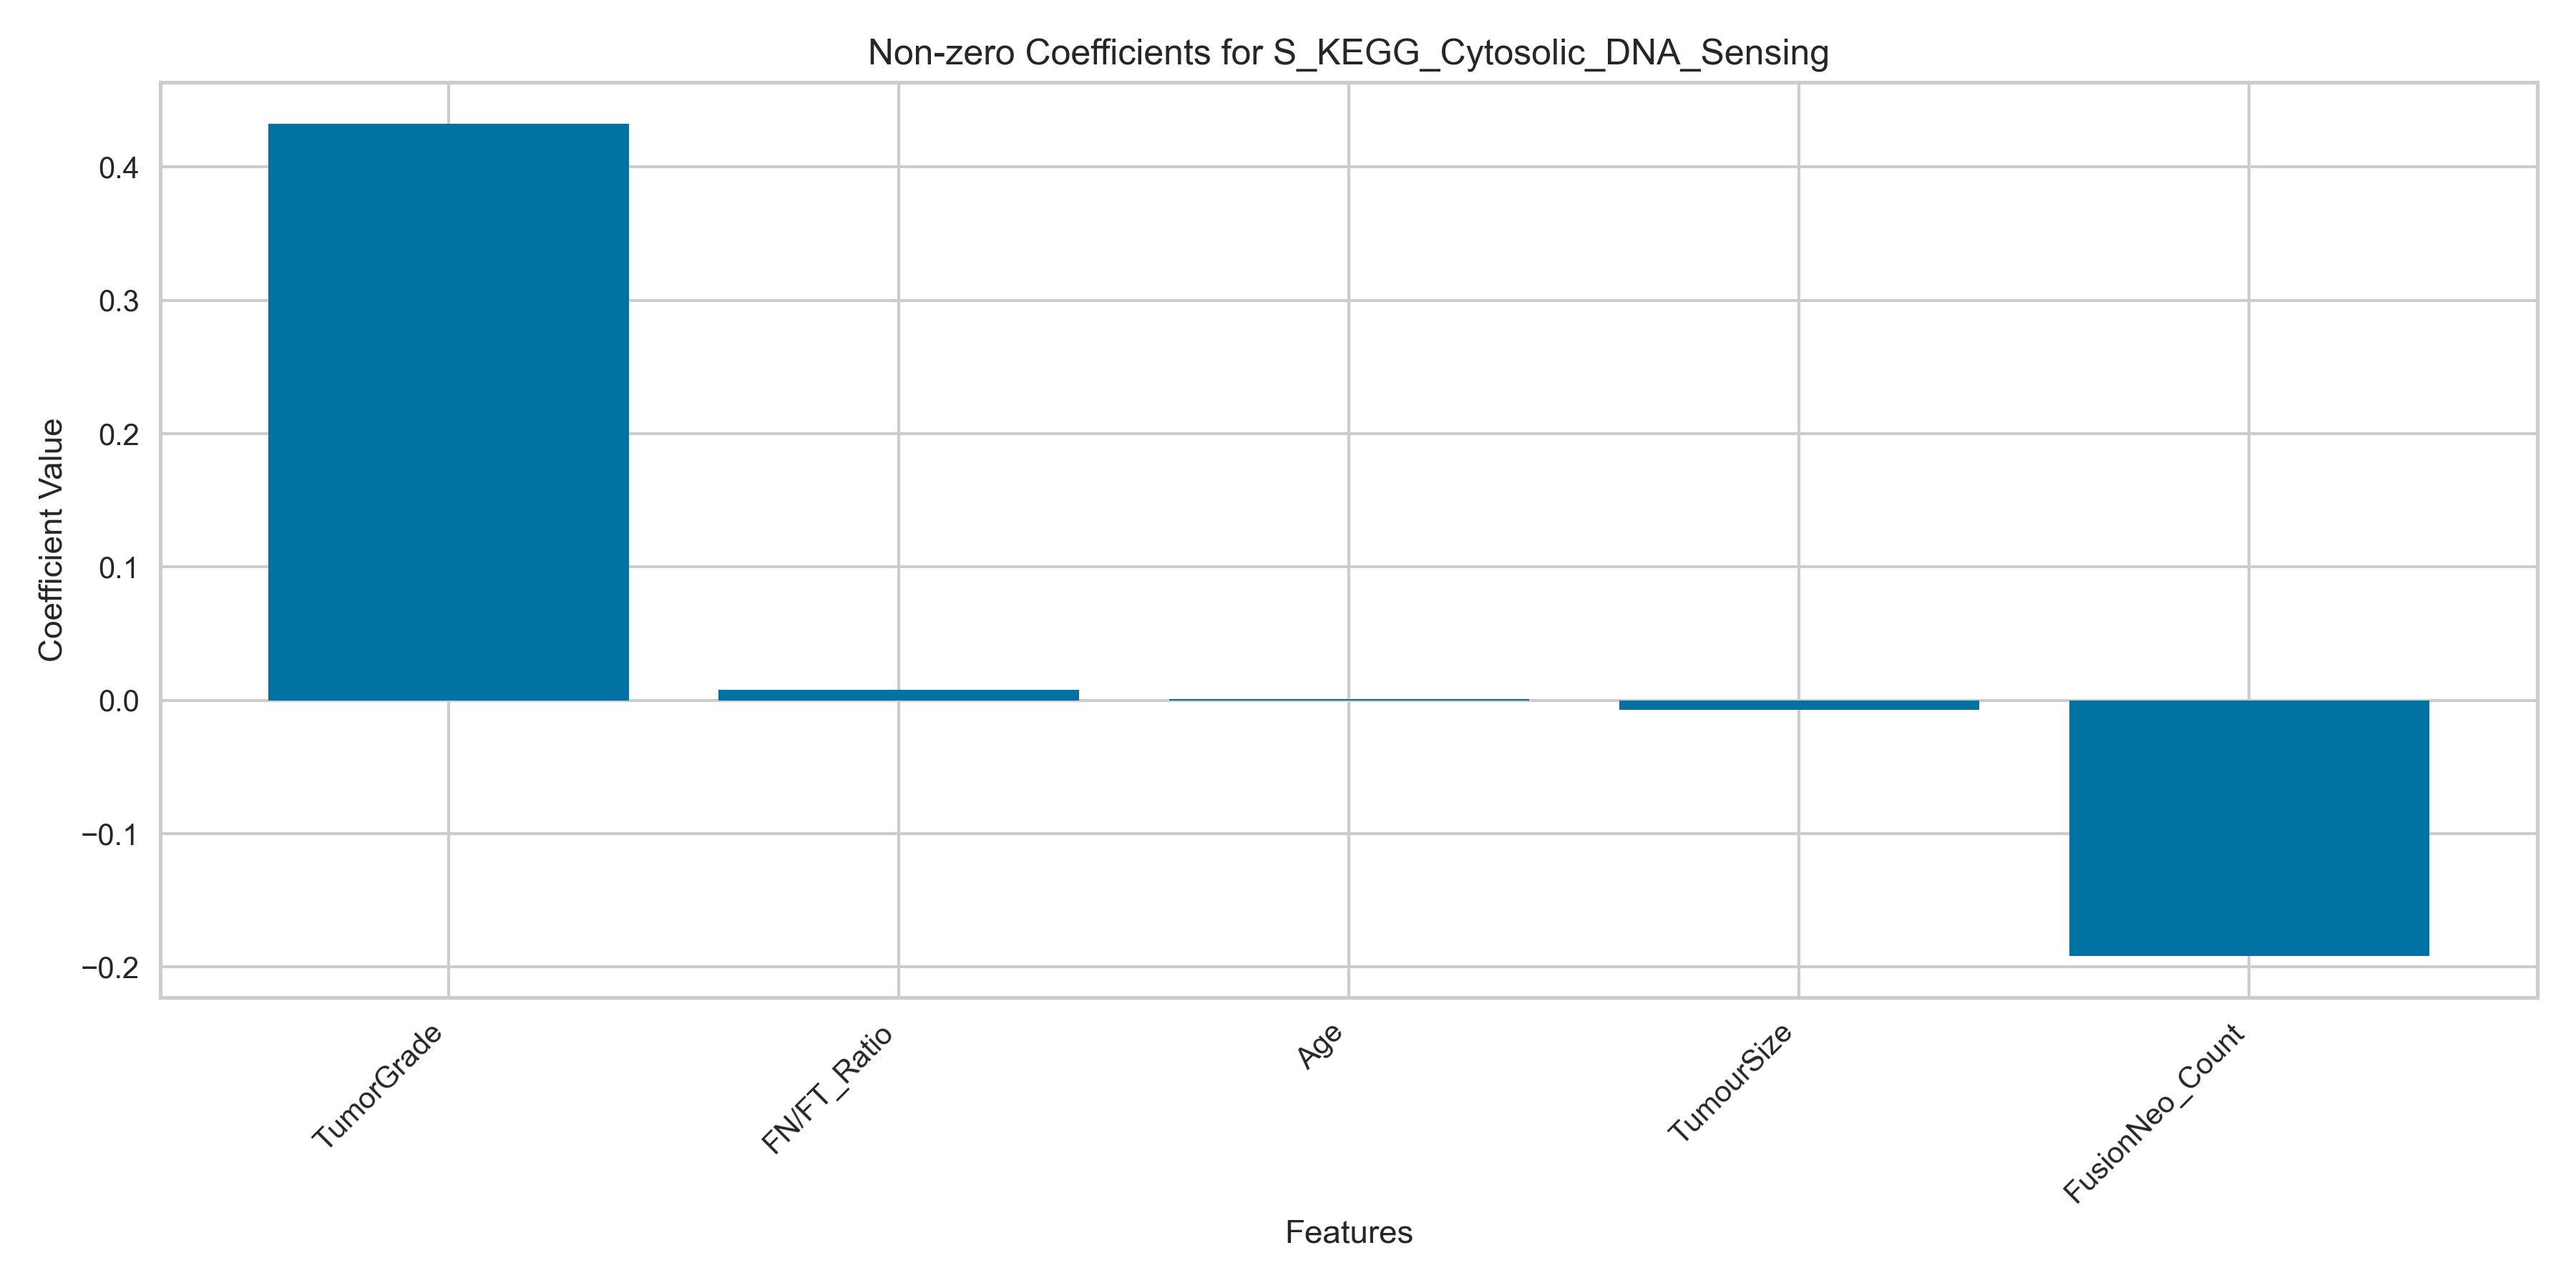 Non-zero Coefficients for S_KEGG_Cytosolic_DNA_Sensing
Coefficient Value
0.4
0.3
0.2
0.1
0.0
−0.1
−0.2
TumorGrade
FN/FT_Ratio
Age
TumourSize
FusionNeo_Count
Features